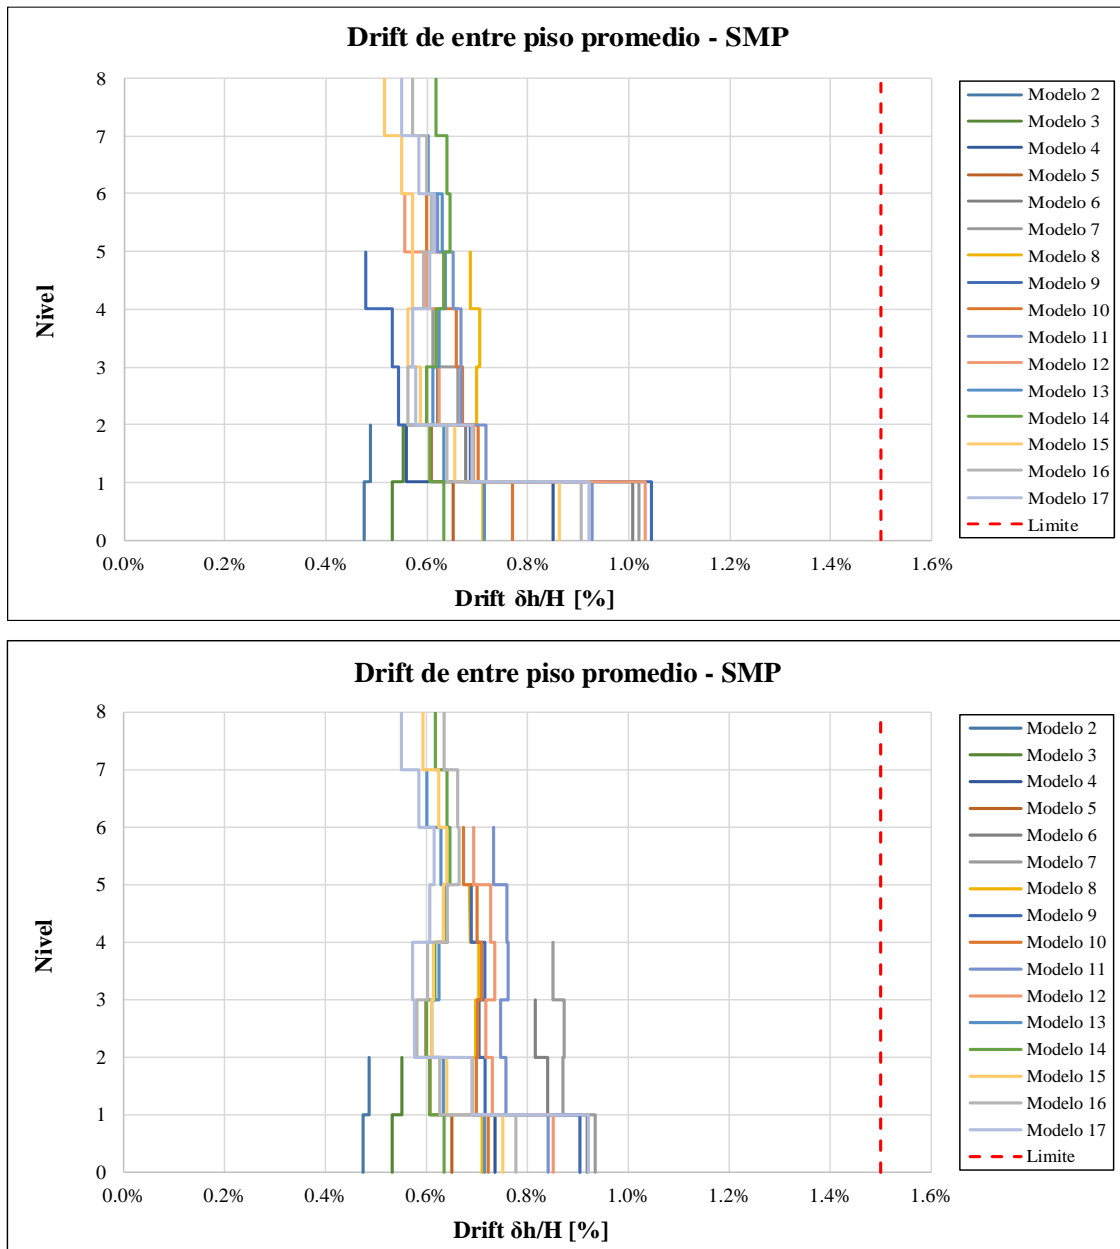 Drift de entre piso promedio - SMP
8
7
6
5
4
3
2
1
0
Nivel
0.0%
0.2%
0.4%
0.6%
0.8%
1.0%
1.2%
1.4%
1.6%
Drift δh/H [%]
Modelo 2
Modelo 3
Modelo 4
Modelo 5
Modelo 6
Modelo 7
Modelo 8
Modelo 9
Modelo 10
Modelo 11
Modelo 12
Modelo 13
Modelo 14
Modelo 15
Modelo 16
Modelo 17
Limite
Drift de entre piso promedio - SMP
8
7
6
5
4
3
2
1
0
Nivel
0.0%
0.2%
0.4%
0.6%
0.8%
1.0%
1.2%
1.4%
1.6%
Drift δh/H [%]
Modelo 2
Modelo 3
Modelo 4
Modelo 5
Modelo 6
Modelo 7
Modelo 8
Modelo 9
Modelo 10
Modelo 11
Modelo 12
Modelo 13
Modelo 14
Modelo 15
Modelo 16
Modelo 17
Limite